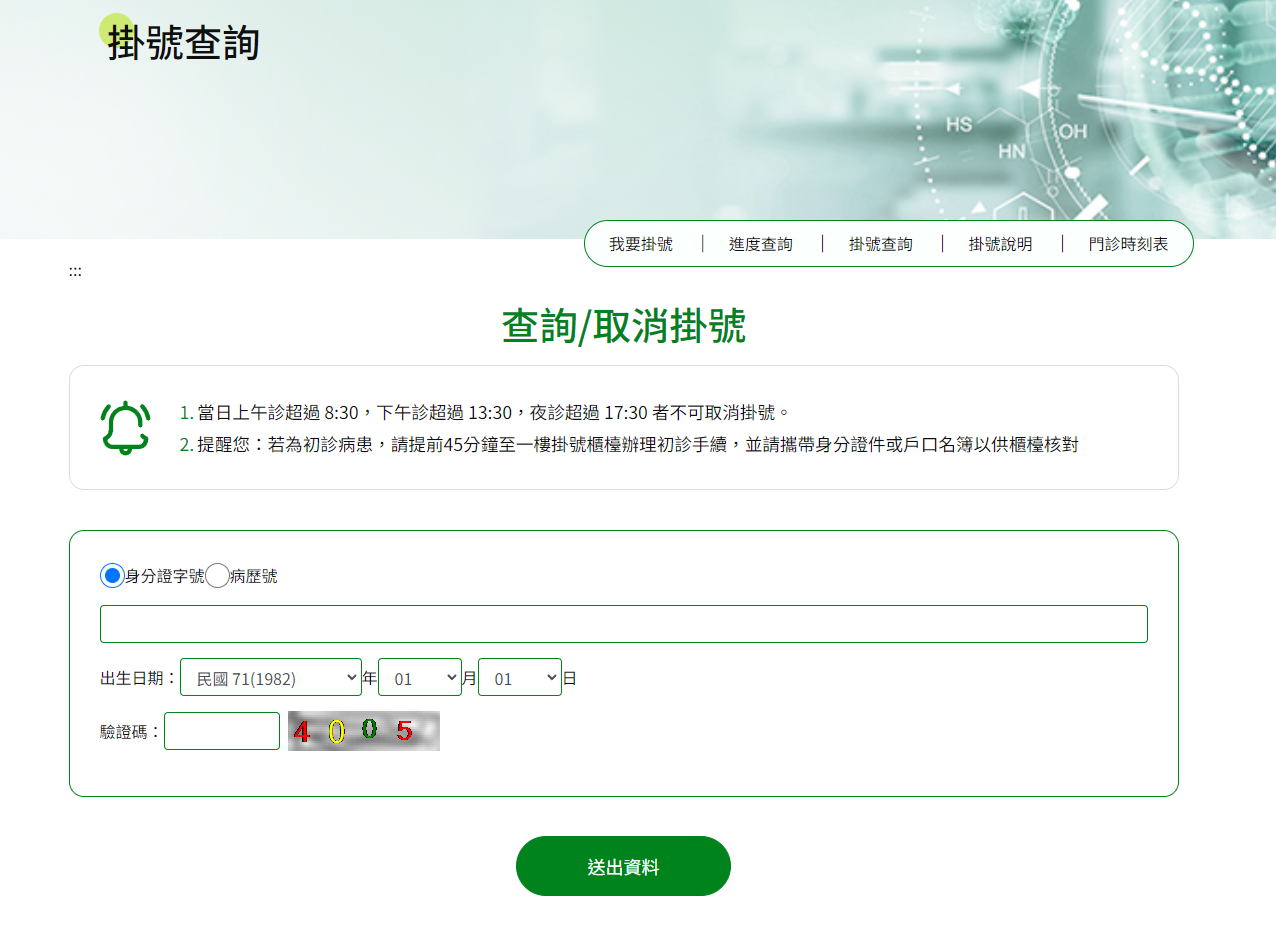 掛號查詢
HS
OH
HN
我要掛號 | 進度查詢 | 掛號查詢 | 掛號說明 | 門診時刻表
:::
查詢/取消掛號
1. 當日上午診超過 8:30，下午診超過 13:30，夜診超過 17:30 者不可取消掛號。
2. 提醒您：若為初診病患，請提前45分鐘至一樓掛號櫃檯辦理初診手續，並請攜帶身分證件或戶口名簿以供櫃檯核對
身分證字號 病歷號
出生日期： 民國 71(1982) 年 01 月 01 日
驗證碼： 4005
送出資料